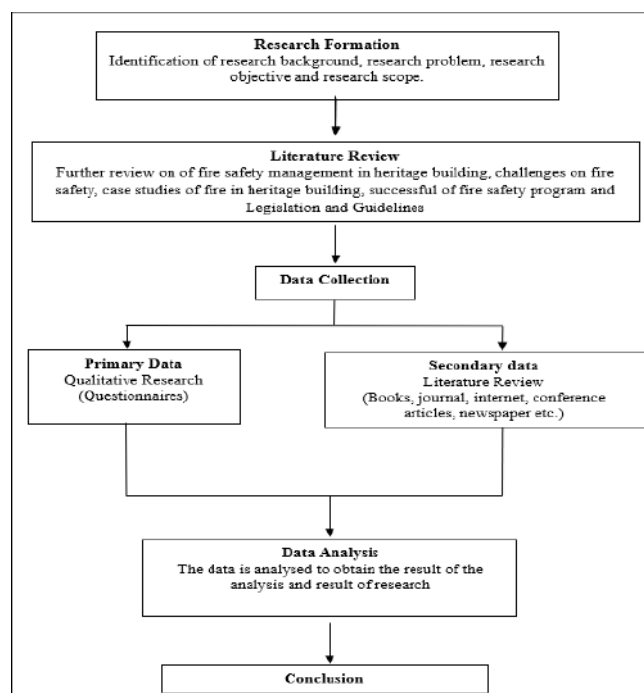 Research Formation
Identification of research background, research problem, research
objective and research scope.
Literature Review
Further review on of fire safety management in heritage building, challenges on fire
safety, case studies of fire in heritage building, successful of fire safety program and
Legislation and Guidelines
Data Collection
Primary Data
Qualitative Research
(Questionnaires)
Secondary data
Literature Review
(Books, journal, internet, conference
articles, newspaper etc.)
Data Analysis
The data is analysed to obtain the result of the
analysis and result of research
Conclusion